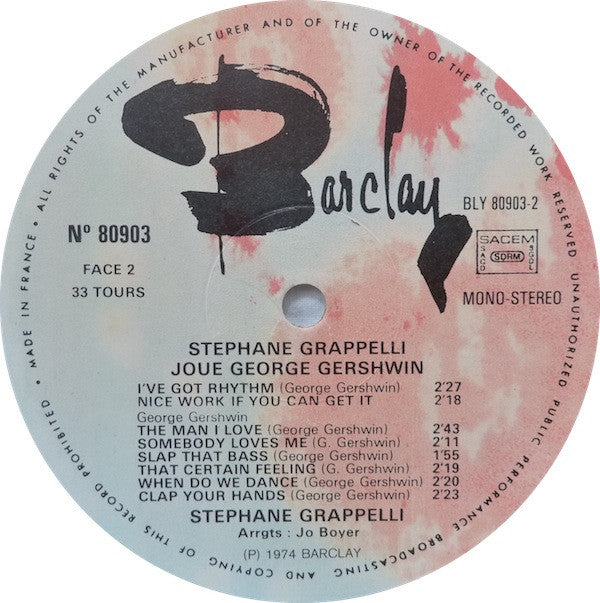 • MADE IN FRANCE • ALL RIGHTS OF THE MANUFACTURER AND OF THE OWNER OF THE RECORDED WORK RESERVED UNAUTHORIZED PUBLIC PERFORMANCE BROADCASTING AND COPYING OF THIS RECORD PROHIBITED
Barclay
BLY 80903-2
Nº 80903
SACEM
SACD
SDRM
SGDL
FACE 2
33 TOURS
MONO-STEREO
STEPHANE GRAPPELLI
JOUE GEORGE GERSHWIN
I'VE GOT RHYTHM (George Gershwin) 2'27
NICE WORK IF YOU CAN GET IT 2'18
George Gershwin
THE MAN I LOVE (George Gershwin) 2'43
SOMEBODY LOVES ME (G. Gershwin) 2'11
SLAP THAT BASS (George Gershwin) 1'55
THAT CERTAIN FEELING (G. Gershwin) 2'19
WHEN DO WE DANCE (George Gershwin) 2'20
CLAP YOUR HANDS (George Gershwin) 2'23
STEPHANE GRAPPELLI
Arrgts : Jo Boyer
(P) 1974 BARCLAY